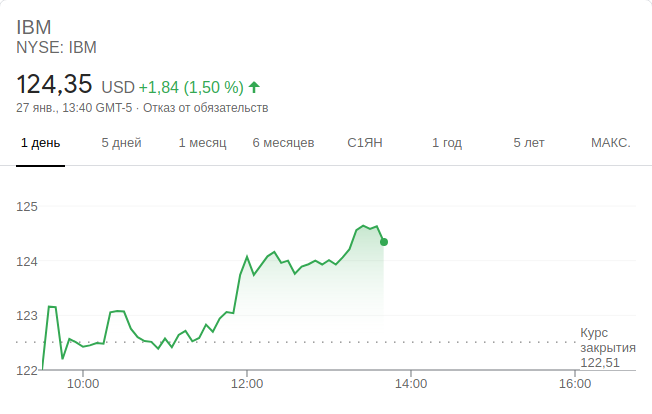 IBM
NYSE: IBM
124,35 USD +1,84 (1,50 %)
27 янв., 13:40 GMT-5 · Отказ от обязательств
1 день 5 дней 1 месяц 6 месяцев С1ЯН 1 год 5 лет МАКС.
125
124
123
Курс
закрытия
122,51
122
10:00 12:00 14:00 16:00